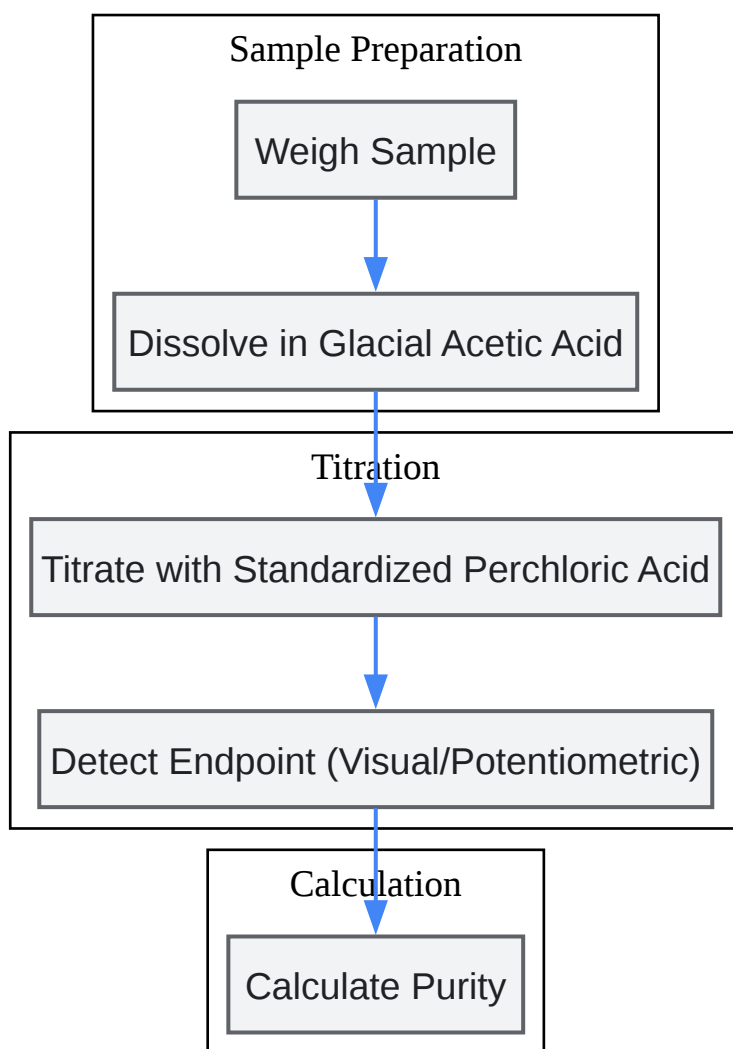 Sample Preparation
Weigh Sample
Dissolve in Glacial Acetic Acid
Titration
Titrate with Standardized Perchloric Acid
Detect Endpoint (Visual/Potentiometric)
Calculation
Calculate Purity